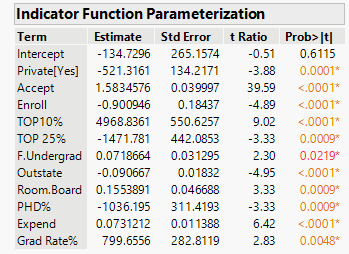 Indicator Function Parameterization
Term Estimate Std Error t Ratio Prob>|t|
Intercept -134.7296 265.1574 -0.51 0.6115
Private[Yes] -521.3161 134.2171 -3.88 0.0001*
Accept 1.5834576 0.039997 39.59 <.0001*
Enroll -0.900946 0.18437 -4.89 <.0001*
TOP10% 4968.8361 550.6257 9.02 <.0001*
TOP 25% -1471.781 442.0853 -3.33 0.0009*
F.Undergrad 0.0718664 0.031295 2.30 0.0219*
Outstate -0.090667 0.01832 -4.95 <.0001*
Room.Board 0.1553891 0.046688 3.33 0.0009*
PHD% -1036.195 311.4193 -3.33 0.0009*
Expend 0.0731212 0.011388 6.42 <.0001*
Grad Rate% 799.6556 282.8119 2.83 0.0048*